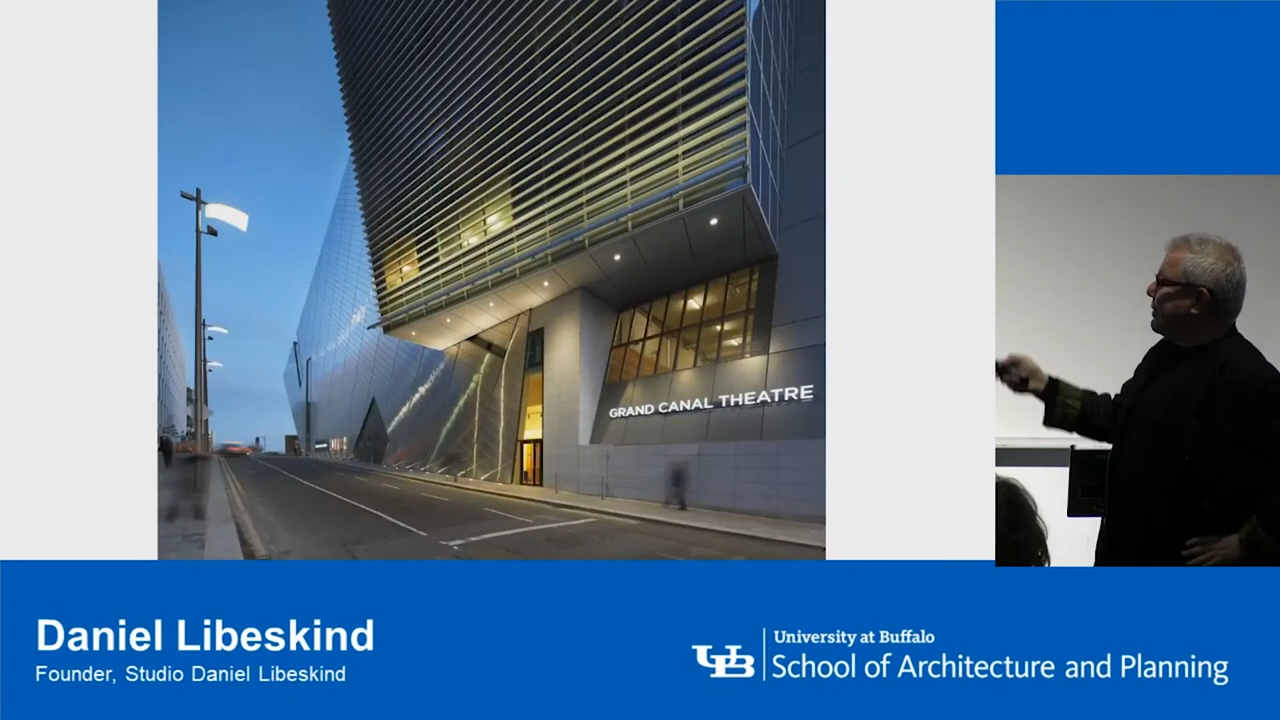 GRAND CANAL THEATRE
Daniel Libeskind
Founder, Studio Daniel Libeskind
UB
University at Buffalo
School of Architecture and Planning